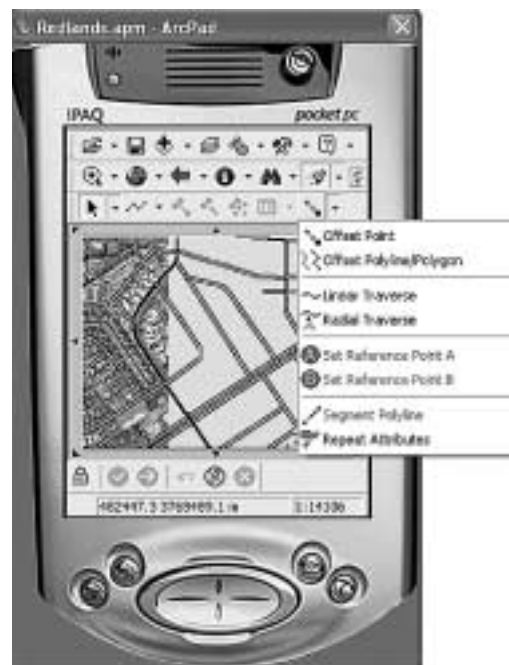 Redlands.apm - ArcPad
iPAQ pocket pc
Offset Point
Offset Polyline/Polygon
Linear Traverse
Radial Traverse
A Set Reference Point A
B Set Reference Point B
Segment Polyline
Repeat Attributes
482447.3 3769489.1 m 1:14306